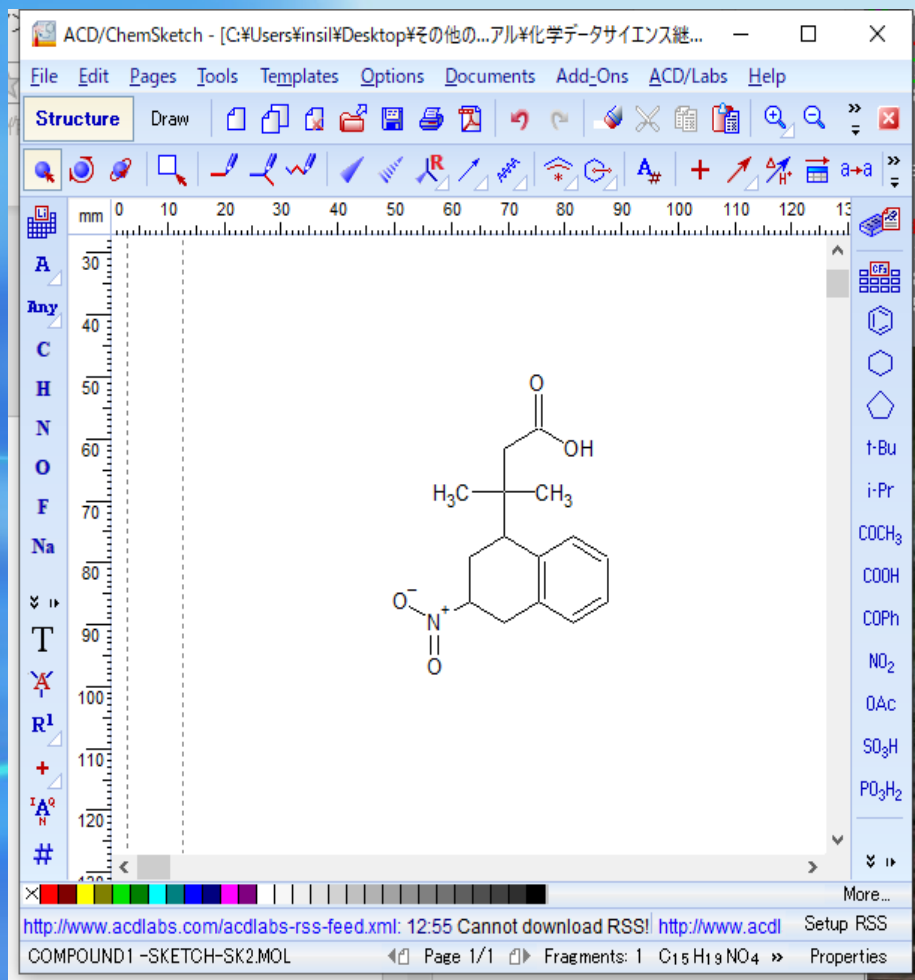 ACD/ChemSketch - [C:¥Users¥insil¥Desktop¥その他の...アル¥化学データサイエンス継...
File Edit Pages Tools Templates Options Documents Add-Ons ACD/Labs Help
Structure Draw
R
A#
H+
a→a
mm 0 10 20 30 40 50 60 70 80 90 100 110 120 13
Li
A
Any
C
H
N
O
F
Na
T
A
R1
+
#
30
40
50
60
70
80
90
100
110
120
O
OH
H3C CH3
O−
N+
O
CF3
t-Bu
i-Pr
COCH3
COOH
COPh
NO2
OAc
SO3H
PO3H2
More...
http://www.acdlabs.com/acdlabs-rss-feed.xml: 12:55 Cannot download RSS! http://www.acdl Setup RSS
COMPOUND1 -SKETCH-SK2.MOL Page 1/1 Fragments: 1 C15H19NO4 Properties